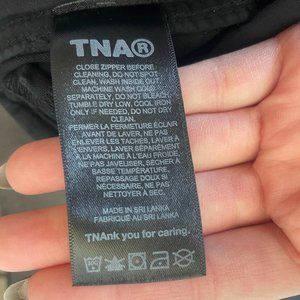 TNA®
CLOSE ZIPPER BEFORE
CLEANING, DO NOT SPOT
CLEAN, WASH INSIDE OUT
MACHINE WASH COLD
SEPARATELY, DO NOT BLEACH
TUMBLE DRY LOW, COOL IRON
ONLY IF NEEDED, DO NOT DRY
CLEAN.
FERMER LA FERMETURE ÉCLAIR
AVANT DE LAVER, NE PAS
ENLEVER LES TACHES, LAVER À
L'ENVERS, LAVER SÉPARÉMENT
À LA MACHINE À L'EAU FROIDE,
NE PAS JAVELLISER, SÉCHER À
BASSE TEMPÉRATURE.
REPASSAGE DOUX SI
NÉCESSAIRE, NE PAS
NETTOYER À SEC.
MADE IN SRI LANKA
FABRIQUÉ AU SRI LANKA
TNAnk you for caring.